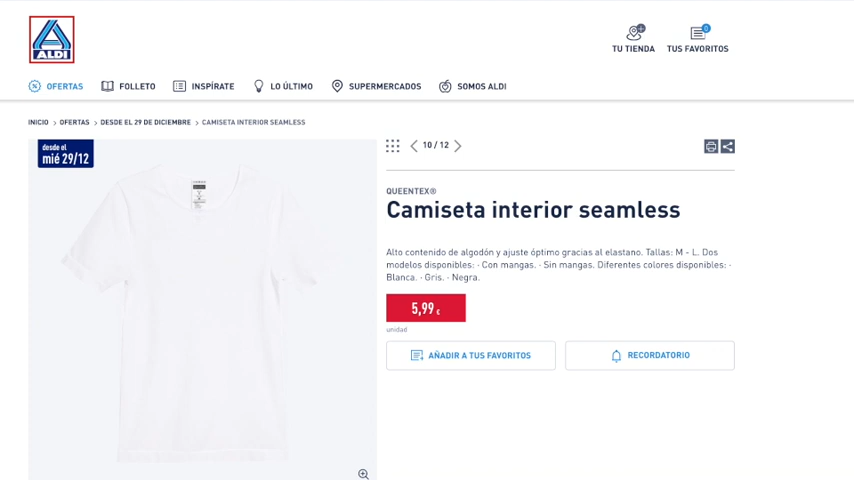 ALDI
TU TIENDA
0
TUS FAVORITOS
OFERTAS
FOLLETO
INSPÍRATE
LO ÚLTIMO
SUPERMERCADOS
SOMOS ALDI
INICIO > OFERTAS > DESDE EL 29 DE DICIEMBRE > CAMISETA INTERIOR SEAMLESS
desde el
mié 29/12
10 / 12
QUEENTEX®
Camiseta interior seamless
Alto contenido de algodón y ajuste óptimo gracias al elastano. Tallas: M - L. Dos
modelos disponibles: · Con mangas. · Sin mangas. Diferentes colores disponibles: ·
Blanca. · Gris. · Negra.
5,99 €
unidad
AÑADIR A TUS FAVORITOS
RECORDATORIO